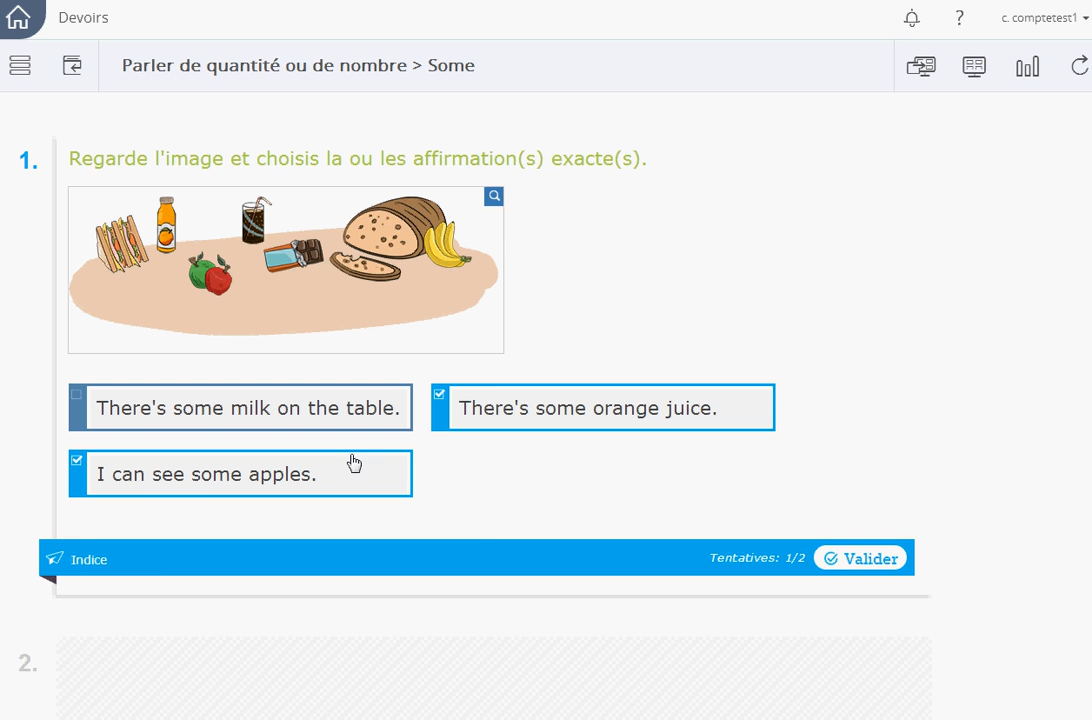 Devoirs
?
c. comptetest1
Parler de quantité ou de nombre > Some
1.
Regarde l'image et choisis la ou les affirmation(s) exacte(s).
There's some milk on the table.
There's some orange juice.
I can see some apples.
Indice
Tentatives: 1/2
Valider
2.